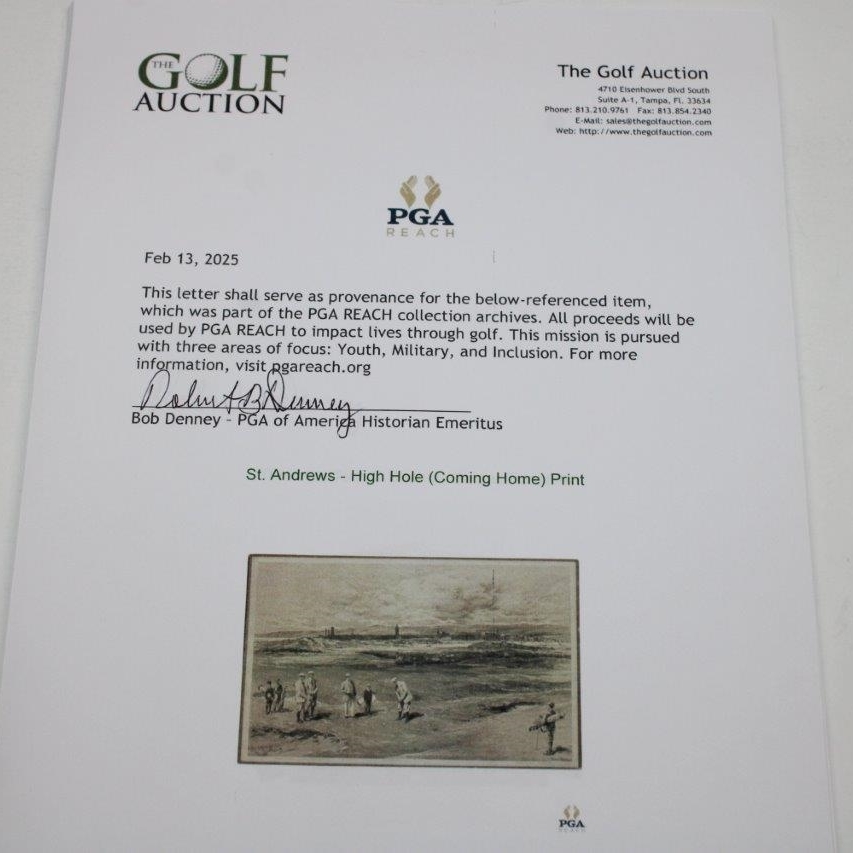 THE GOLF
AUCTION
The Golf Auction
4710 Eisenhower Blvd South
Suite A-1, Tampa, Fl. 33634
Phone: 813.210.9761 Fax: 813.854.2340
E-Mail: sales@thegolfauction.com
Web: http://www.thegolfauction.com
PGA
REACH
Feb 13, 2025
This letter shall serve as provenance for the below-referenced item,
which was part of the PGA REACH collection archives. All proceeds will be
used by PGA REACH to impact lives through golf. This mission is pursued
with three areas of focus: Youth, Military, and Inclusion. For more
information, visit pgareach.org
Robert B Denney
Bob Denney - PGA of America Historian Emeritus
St. Andrews - High Hole (Coming Home) Print
PGA
REACH